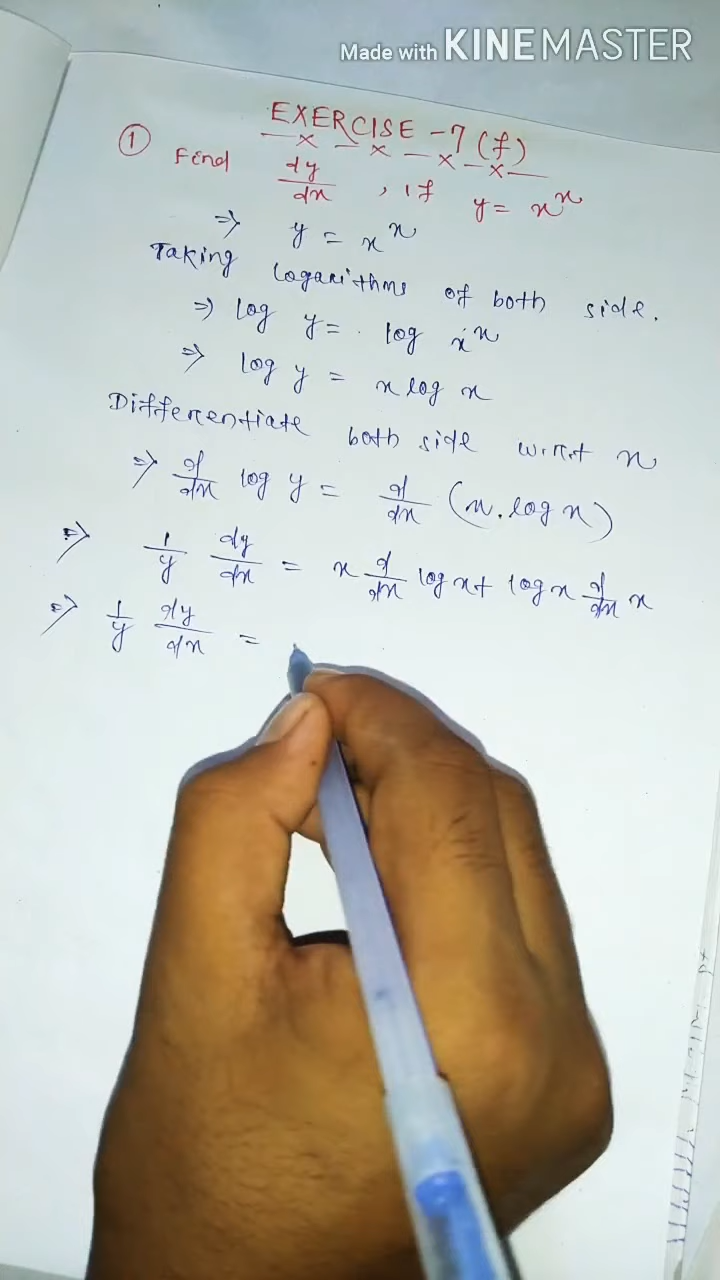 Made with KINEMASTER
EXERCISE - 7 (f)
① Find dy/dx , if y = x^x
⇒ y = x^x
Taking logarithms of both side.
⇒ log y = log x^x
⇒ log y = x log x
Differentiate both side w.r.t x
⇒ d/dx log y = d/dx (x . log x)
⇒ 1/y dy/dx = x d/dx log x + log x d/dx x
⇒ 1/y dy/dx =